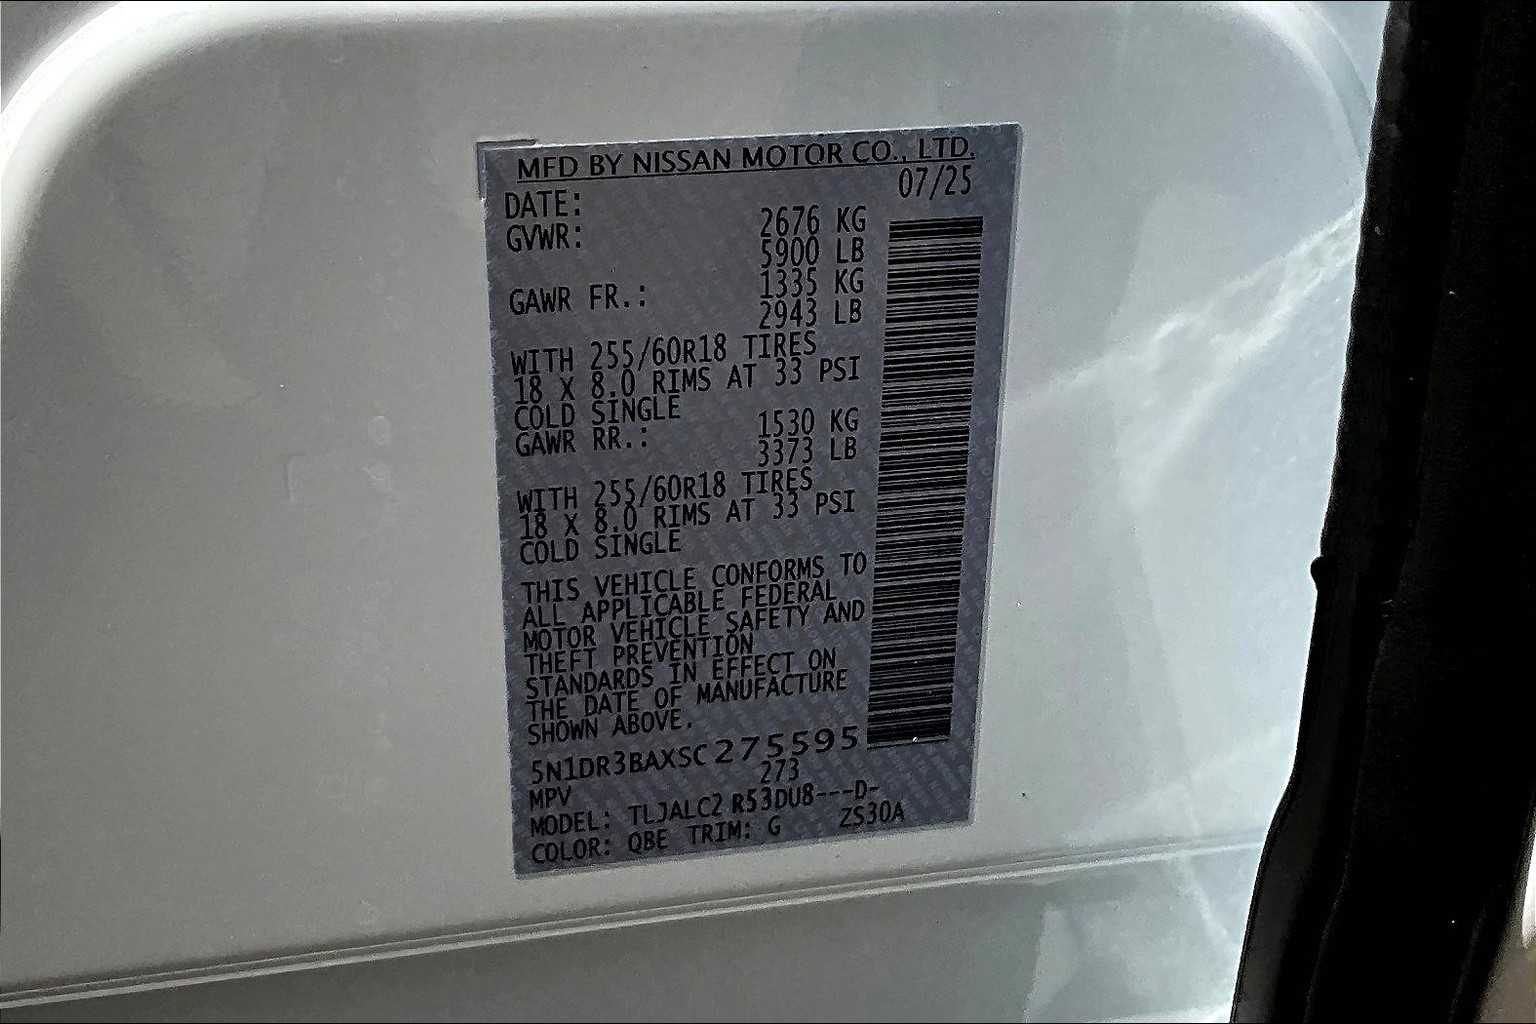 MFD BY NISSAN MOTOR CO., LTD.
DATE: 07/25
GVWR: 2676 KG
5900 LB
GAWR FR.: 1335 KG
2943 LB
WITH 255/60R18 TIRES
18 X 8.0 RIMS AT 33 PSI
COLD SINGLE
GAWR RR.: 1530 KG
3373 LB
WITH 255/60R18 TIRES
18 X 8.0 RIMS AT 33 PSI
COLD SINGLE
THIS VEHICLE CONFORMS TO
ALL APPLICABLE FEDERAL
MOTOR VEHICLE SAFETY AND
THEFT PREVENTION
STANDARDS IN EFFECT ON
THE DATE OF MANUFACTURE
SHOWN ABOVE.
5N1DR3BAXSC275595
MPV 273
MODEL: TLJALC2 R53DU8---D-
COLOR: QBE TRIM: G ZS30A